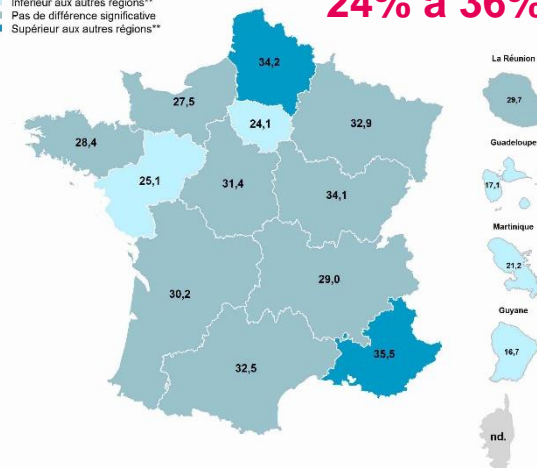 Inférieur aux autres régions**
Pas de différence significative
Supérieur aux autres régions**
24% à 36%
34,2
La Réunion
29,7
27,5
24,1
32,9
28,4
Guadeloupe
17,1
25,1
31,4
34,1
Martinique
21,2
30,2
29,0
Guyane
16,7
35,5
32,5
nd.